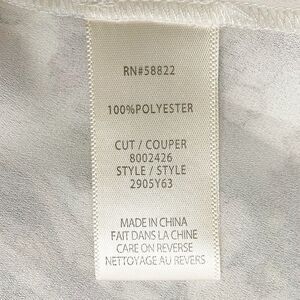 RN#58822
100%POLYESTER
CUT / COUPER
8002426
STYLE / STYLE
2905Y63
MADE IN CHINA
FAIT DANS LA CHINE
CARE ON REVERSE
NETTOYAGE AU REVERS